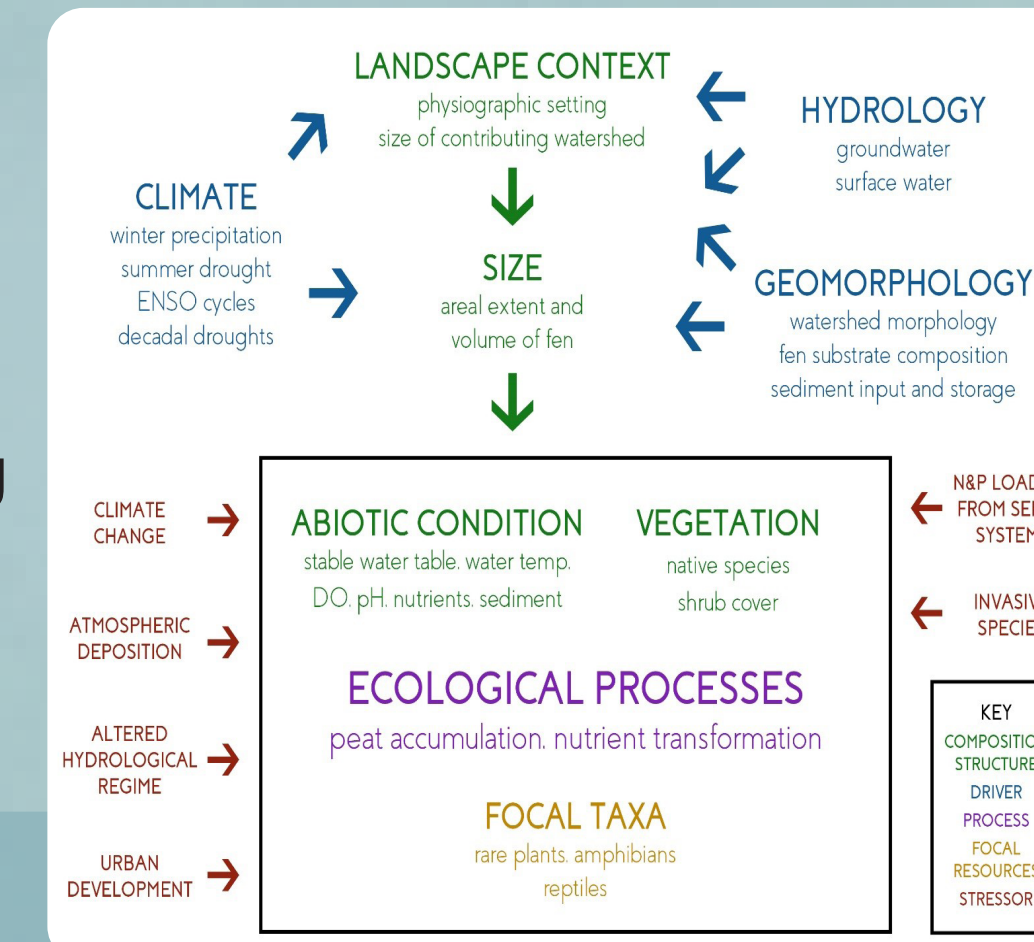 LANDSCAPE CONTEXT
physiographic setting
size of contributing watershed
HYDROLOGY
groundwater
surface water
CLIMATE
winter precipitation
summer drought
ENSO cycles
decadal droughts
SIZE
areal extent and
volume of fen
GEOMORPHOLOGY
watershed morphology
fen substrate composition
sediment input and storage
CLIMATE
CHANGE
ATMOSPHERIC
DEPOSITION
ALTERED
HYDROLOGICAL
REGIME
URBAN
DEVELOPMENT
ABIOTIC CONDITION
stable water table. water temp.
DO. pH. nutrients. sediment
VEGETATION
native species
shrub cover
ECOLOGICAL PROCESSES
peat accumulation. nutrient transformation
FOCAL TAXA
rare plants. amphibians
reptiles
N&P
FROM
KEY
DRIVER
PROCESS
FOCAL